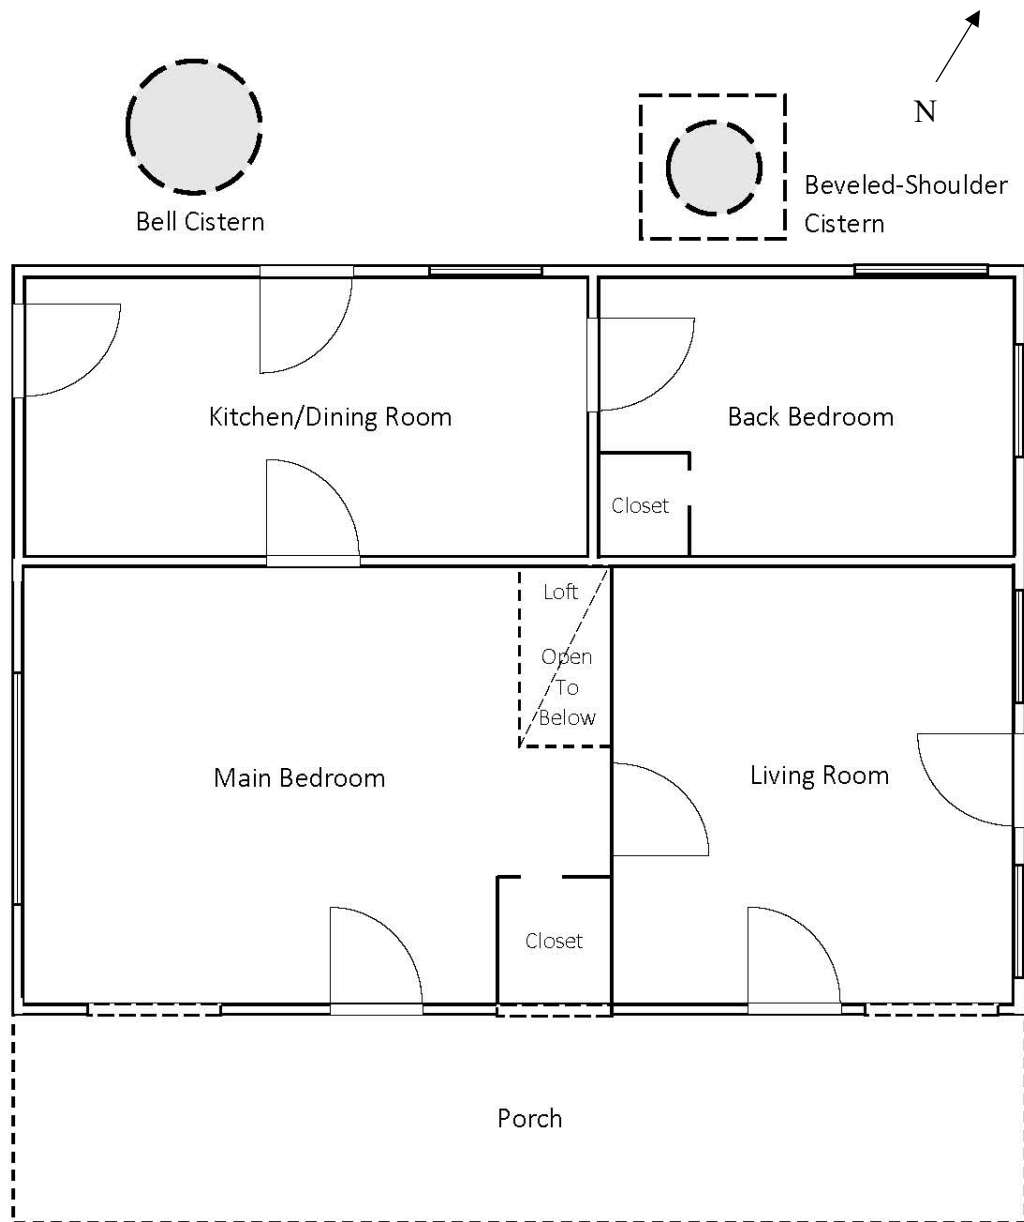 N
Bell Cistern
Beveled-Shoulder
Cistern
Kitchen/Dining Room
Back Bedroom
Closet
Loft
Open
To
Below
Main Bedroom
Living Room
Closet
Porch